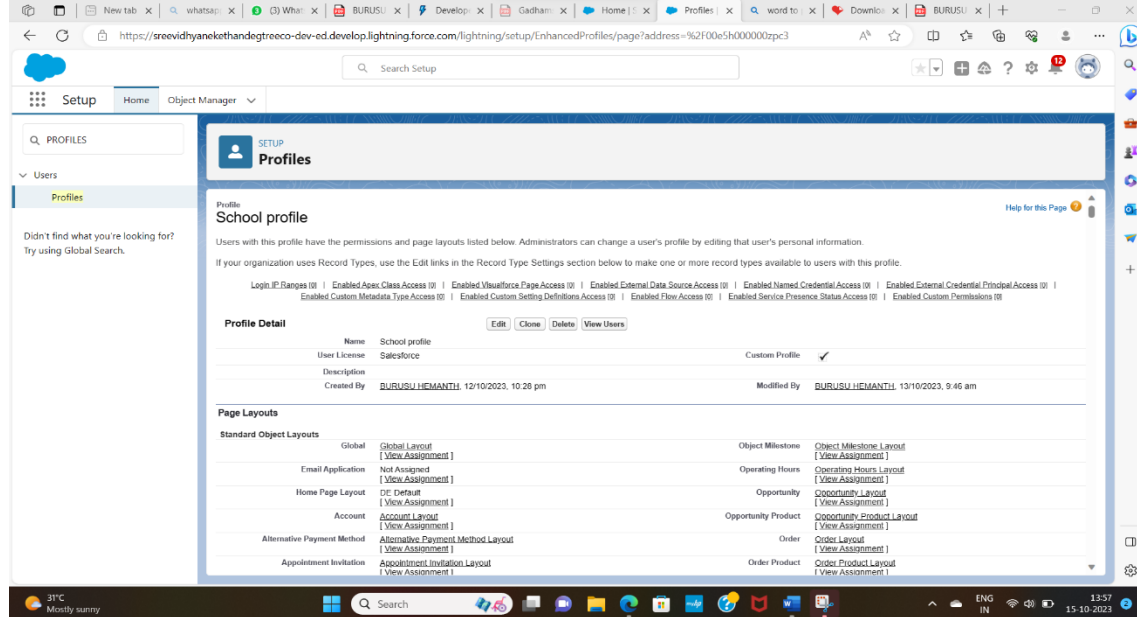 New tab
whatsap
(3) What
BURUSU
Develop
Gadham
Home | S
Profiles |
word to
Downloa
BURUSU
https://sreevidhyanekethandegtreeco-dev-ed.develop.lightning.force.com/lightning/setup/EnhancedProfiles/page?address=%2F00e5h000000zpc3
Search Setup
12
Setup Home Object Manager
PROFILES
Users
Profiles
Didn't find what you're looking for?
Try using Global Search.
SETUP
Profiles
Profile
School profile
Help for this Page
Users with this profile have the permissions and page layouts listed below. Administrators can change a user's profile by editing that user's personal information.
If your organization uses Record Types, use the Edit links in the Record Type Settings section below to make one or more record types available to users with this profile.
Login IP Ranges [0] | Enabled Apex Class Access [0] | Enabled Visualforce Page Access [0] | Enabled External Data Source Access [0] | Enabled Named Credential Access [0] | Enabled External Credential Principal Access [0] |
Enabled Custom Metadata Type Access [0] | Enabled Custom Setting Definitions Access [0] | Enabled Flow Access [0] | Enabled Service Presence Status Access [0] | Enabled Custom Permissions [0]
Profile Detail Edit Clone Delete View Users
Name School profile
User License Salesforce Custom Profile ✓
Description
Created By BURUSU HEMANTH, 12/10/2023, 10:28 pm Modified By BURUSU HEMANTH, 13/10/2023, 9:46 am
Page Layouts
Standard Object Layouts
Global Global Layout Object Milestone Object Milestone Layout
[ View Assignment ] [ View Assignment ]
Email Application Not Assigned Operating Hours Operating Hours Layout
[ View Assignment ] [ View Assignment ]
Home Page Layout DE Default Opportunity Opportunity Layout
[ View Assignment ] [ View Assignment ]
Account Account Layout Opportunity Product Opportunity Product Layout
[ View Assignment ] [ View Assignment ]
Alternative Payment Method Alternative Payment Method Layout Order Order Layout
[ View Assignment ] [ View Assignment ]
Appointment Invitation Appointment Invitation Layout Order Product Order Product Layout
[ View Assignment ] [ View Assignment ]
31°C
Mostly sunny
Search
ENG
IN
13:57
15-10-2023
2